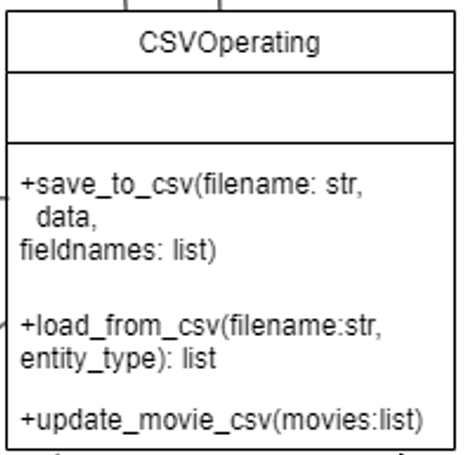 CSVOperating
+save_to_csv(filename: str,
data,
fieldnames: list)
+load_from_csv(filename:str,
entity_type): list
+update_movie_csv(movies:list)